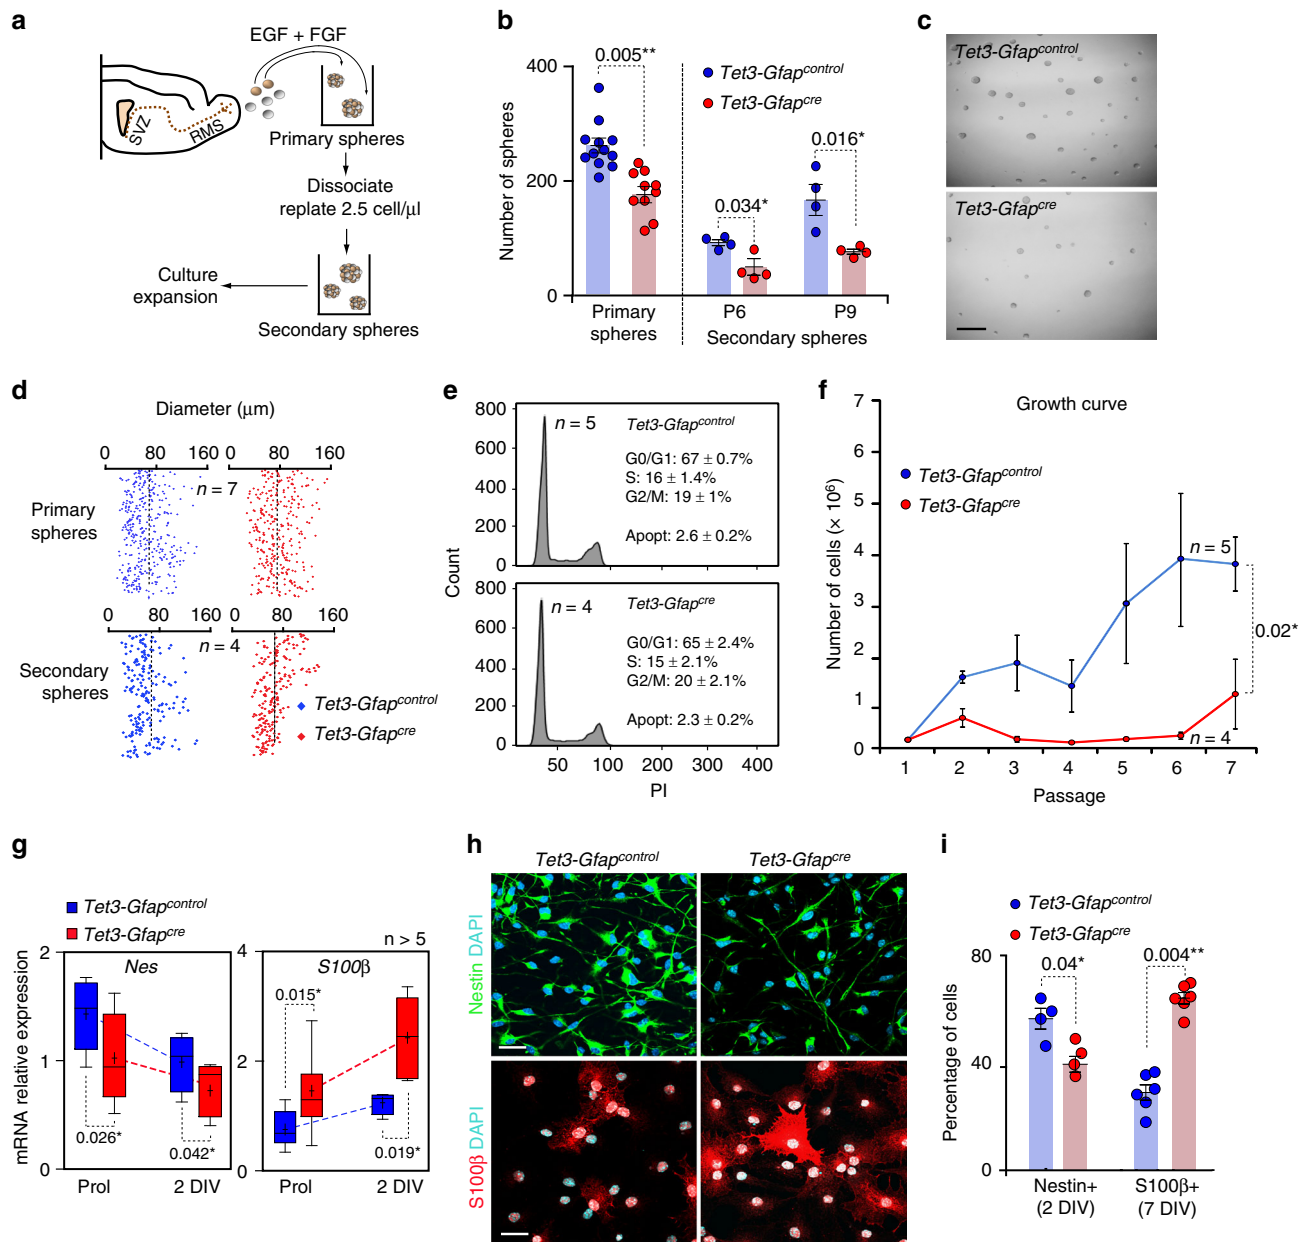 a
EGF + FGF
SVZ
RMS
Primary spheres
Dissociate
replate 2.5 cell/μl
Culture
expansion
Secondary spheres
b
Number of spheres
400
200
0
0.005**
0.034*
0.016*
Tet3-Gfapcontrol
Tet3-Gfapcre
Primary
spheres
P6
P9
Secondary spheres
c
Tet3-Gfapcontrol
Tet3-Gfapcre
d
Diameter (μm)
0 80 160
0 80 160
n = 7
Primary
spheres
0 80 160
0 80 160
n = 4
Secondary
spheres
Tet3-Gfapcontrol
Tet3-Gfapcre
e
Count
800
600
400
200
0
n = 5
Tet3-Gfapcontrol
G0/G1: 67 ± 0.7%
S: 16 ± 1.4%
G2/M: 19 ± 1%
Apopt: 2.6 ± 0.2%
800
600
400
200
0
n = 4
Tet3-Gfapcre
G0/G1: 65 ± 2.4%
S: 15 ± 2.1%
G2/M: 20 ± 2.1%
Apopt: 2.3 ± 0.2%
50 100 200 300 400
PI
f
Growth curve
Number of cells (× 10⁶)
7
6
5
4
3
2
1
0
Tet3-Gfapcontrol
Tet3-Gfapcre
n = 5
n = 4
0.02*
1 2 3 4 5 6 7
Passage
g
Tet3-Gfapcontrol
Tet3-Gfapcre
n > 5
mRNA relative expression
2
1
0
Nes
0.026*
0.042*
Prol 2 DIV
4
2
0
S100β
0.015*
0.019*
Prol 2 DIV
h
Tet3-Gfapcontrol
Tet3-Gfapcre
Nestin DAPI
S100β DAPI
i
Tet3-Gfapcontrol
Tet3-Gfapcre
Percentage of cells
80
40
0
0.04*
0.004**
Nestin+
(2 DIV)
S100β+
(7 DIV)